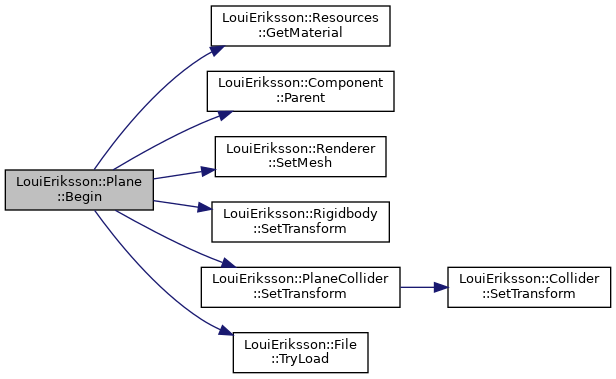 LouiEriksson::Resources
::GetMaterial
LouiEriksson::Component
::Parent
LouiEriksson::Renderer
::SetMesh
LouiEriksson::Plane
::Begin
LouiEriksson::Rigidbody
::SetTransform
LouiEriksson::PlaneCollider
::SetTransform
LouiEriksson::Collider
::SetTransform
LouiEriksson::File
::TryLoad